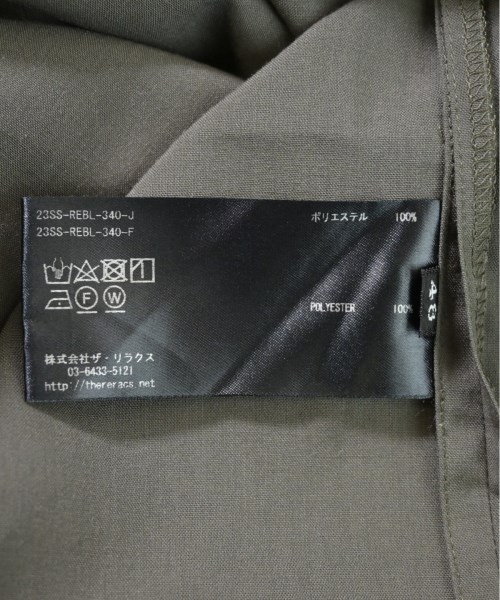 23SS-REBL-340-J
23SS-REBL-340-F
ポリエステル 100%
POLYESTER 100%
F W
株式会社ザ・リラクス
03-6433-5121
http://thereracs.net
48